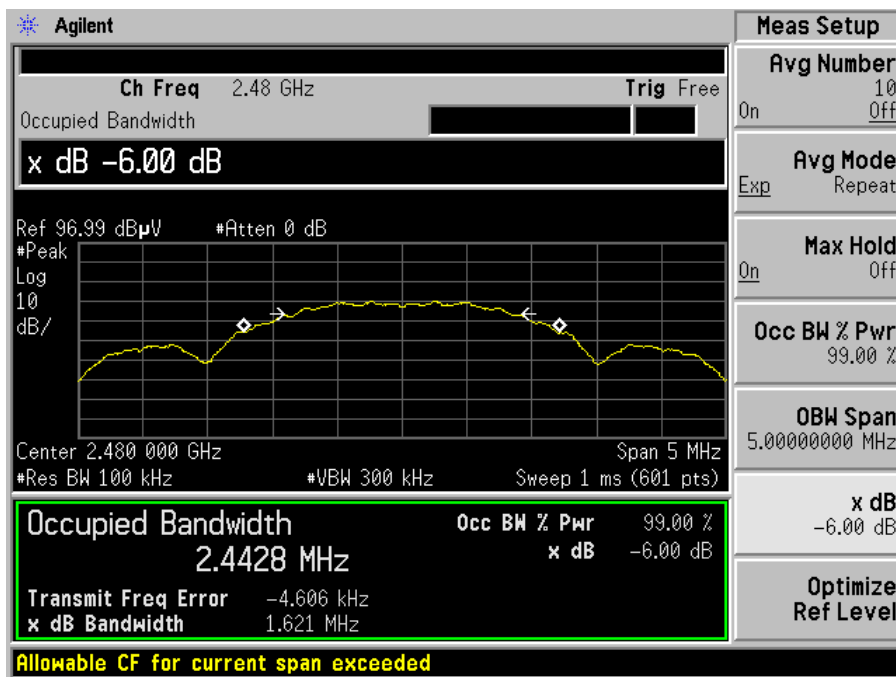 Agilent
Meas Setup
Ch Freq 2.48 GHz Trig Free
Occupied Bandwidth
x dB -6.00 dB
Ref 96.99 dBµV #Atten 0 dB
#Peak
Log
10
dB/
Center 2.480 000 GHz Span 5 MHz
#Res BW 100 kHz #VBW 300 kHz Sweep 1 ms (601 pts)
Occupied Bandwidth
2.4428 MHz
Occ BW % Pwr 99.00 %
x dB -6.00 dB
Transmit Freq Error -4.606 kHz
x dB Bandwidth 1.621 MHz
Allowable CF for current span exceeded
Avg Number
10
On Off
Avg Mode
Exp Repeat
Max Hold
On Off
Occ BW % Pwr
99.00 %
OBW Span
5.00000000 MHz
x dB
-6.00 dB
Optimize
Ref Level